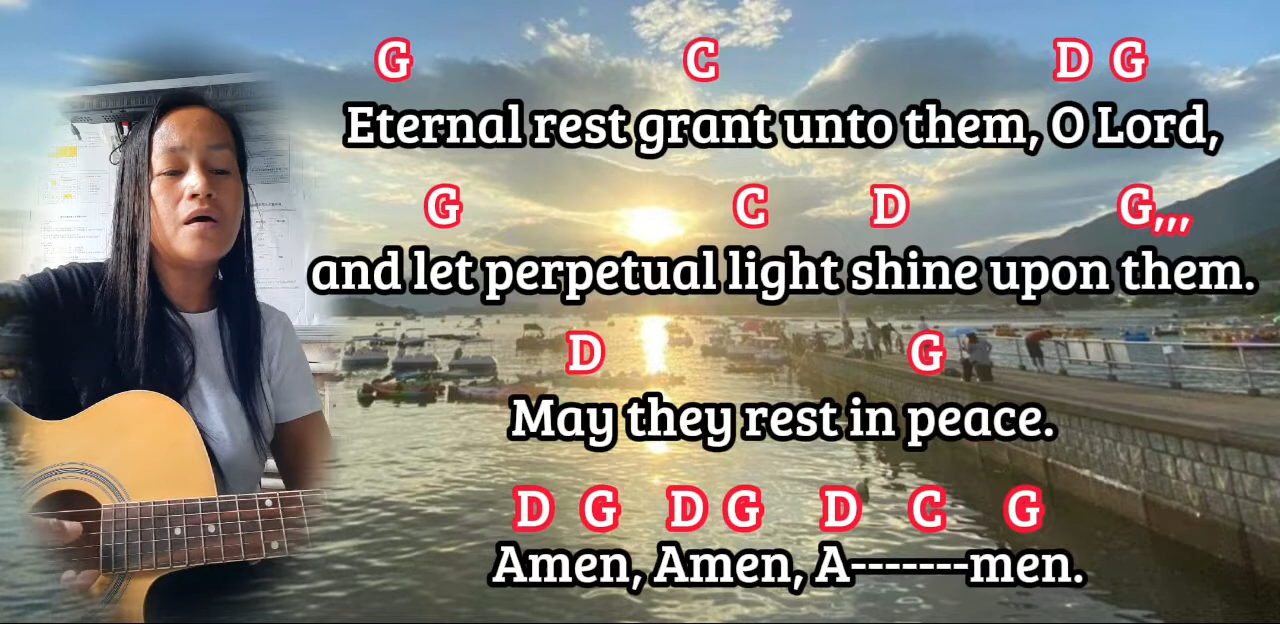 G C D G
Eternal rest grant unto them, O Lord,
G C D G,,,
and let perpetual light shine upon them.
D G
May they rest in peace.
D G D G D C G
Amen, Amen, A-------men.